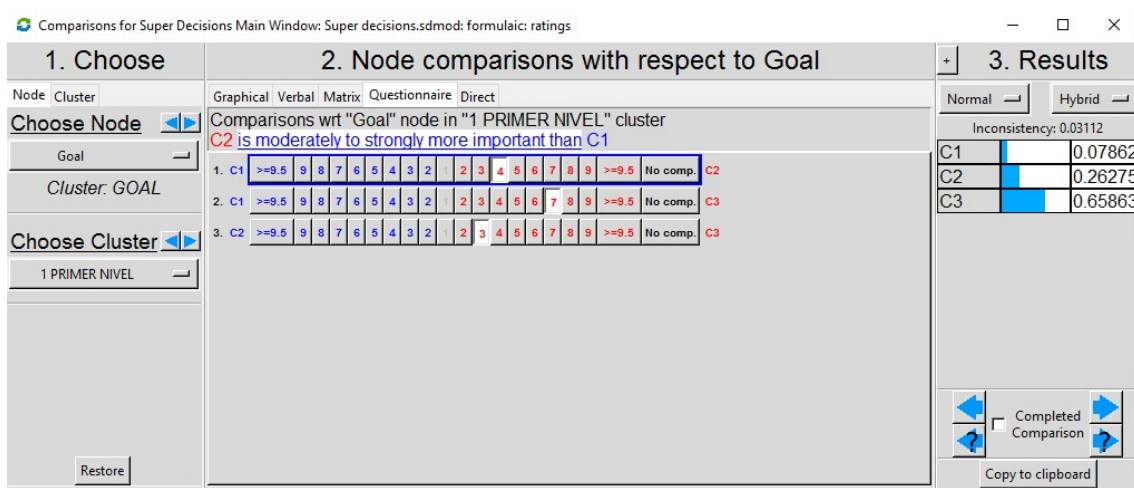 Comparisons for Super Decisions Main Window: Super decisions.sdmod: formulaic: ratings
1. Choose
Node Cluster
Choose Node
Goal
Cluster: GOAL
Choose Cluster
1 PRIMER NIVEL
Restore
2. Node comparisons with respect to Goal
Graphical Verbal Matrix Questionnaire Direct
Comparisons wrt "Goal" node in "1 PRIMER NIVEL" cluster
C2 is moderately to strongly more important than C1
1. C1 >=9.5 9 8 7 6 5 4 3 2 1 2 3 4 5 6 7 8 9 >=9.5 No comp. C2
2. C1 >=9.5 9 8 7 6 5 4 3 2 1 2 3 4 5 6 7 8 9 >=9.5 No comp. C3
3. C2 >=9.5 9 8 7 6 5 4 3 2 1 2 3 4 5 6 7 8 9 >=9.5 No comp. C3
+ 3. Results
Normal Hybrid
Inconsistency: 0.03112
C1 0.07862
C2 0.26275
C3 0.65863
Completed
Comparison
? ?
Copy to clipboard